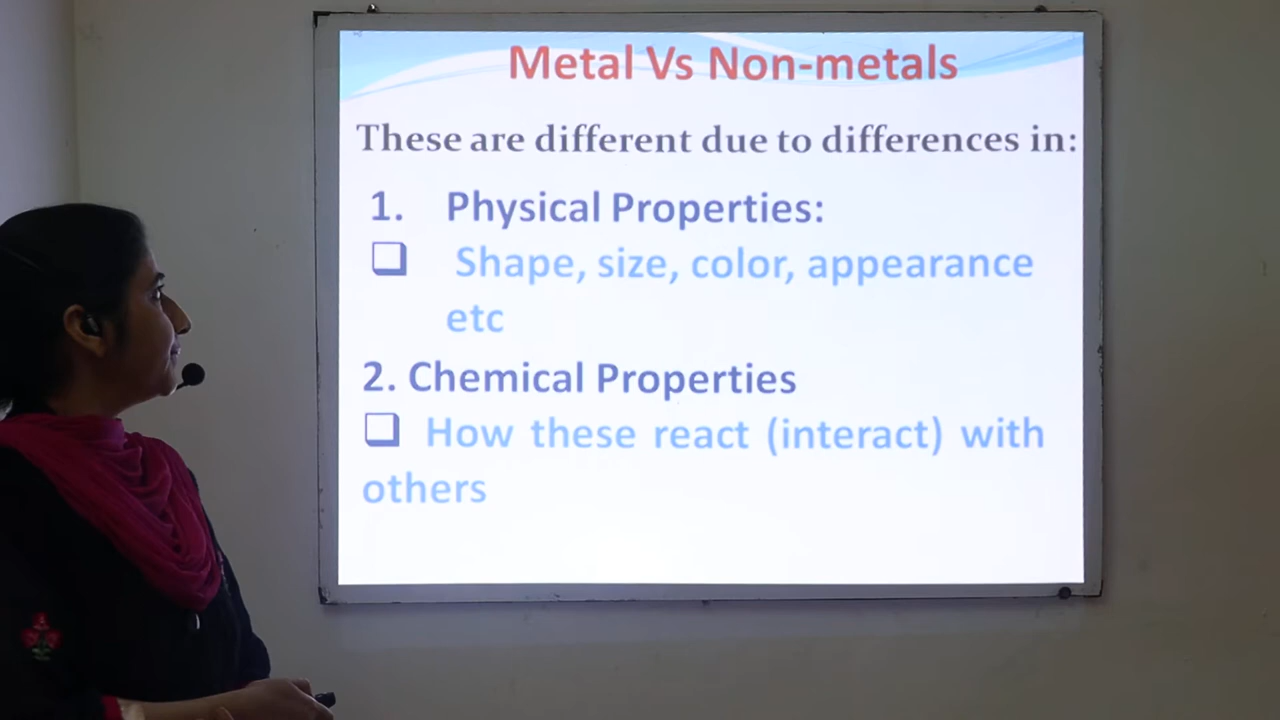 Metal Vs Non-metals
These are different due to differences in:
1. Physical Properties:
Shape, size, color, appearance
etc
2. Chemical Properties
How these react (interact) with
others